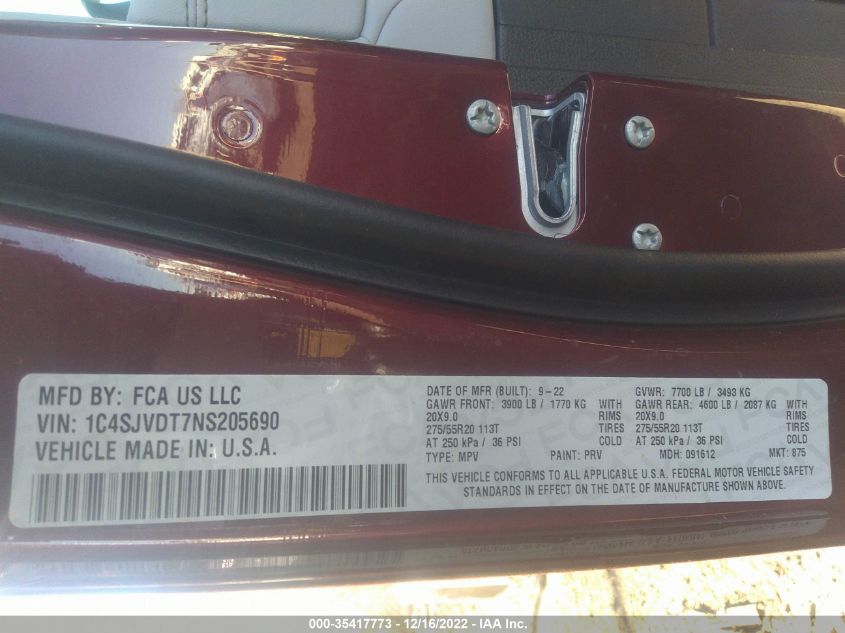 MFD BY: FCA US LLC
VIN: 1C4SJVDT7NS205690
VEHICLE MADE IN: U.S.A.
DATE OF MFR (BUILT): 9-22 GVWR: 7700 LB / 3493 KG
GAWR FRONT: 3900 LB / 1770 KG WITH GAWR REAR: 4600 LB / 2087 KG WITH
20X9.0 RIMS 20X9.0 RIMS
275/55R20 113T TIRES 275/55R20 113T TIRES
AT 250 kPa / 36 PSI COLD AT 250 kPa / 36 PSI COLD
TYPE: MPV PAINT: PRV MDH: 091612 MKT: 875
THIS VEHICLE CONFORMS TO ALL APPLICABLE U.S.A. FEDERAL MOTOR VEHICLE SAFETY
STANDARDS IN EFFECT ON THE DATE OF MANUFACTURE SHOWN ABOVE.
000-35417773 - 12/16/2022 - IAA Inc.